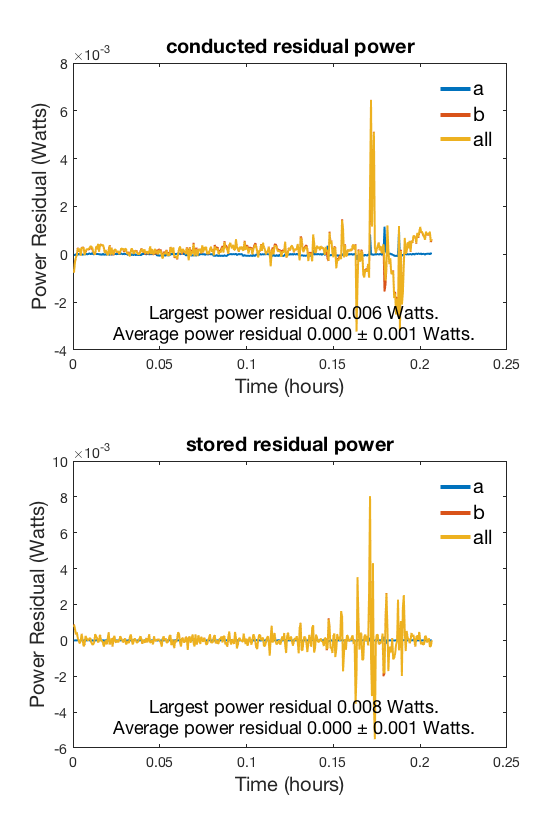 conducted residual power
×10-3
8
6
4
2
0
-2
-4
Power Residual (Watts)
a
b
all
Largest power residual 0.006 Watts.
Average power residual 0.000 ± 0.001 Watts.
0 0.05 0.1 0.15 0.2 0.25
Time (hours)
stored residual power
×10-3
10
8
6
4
2
0
-2
-4
-6
Power Residual (Watts)
a
b
all
Largest power residual 0.008 Watts.
Average power residual 0.000 ± 0.001 Watts.
0 0.05 0.1 0.15 0.2 0.25
Time (hours)